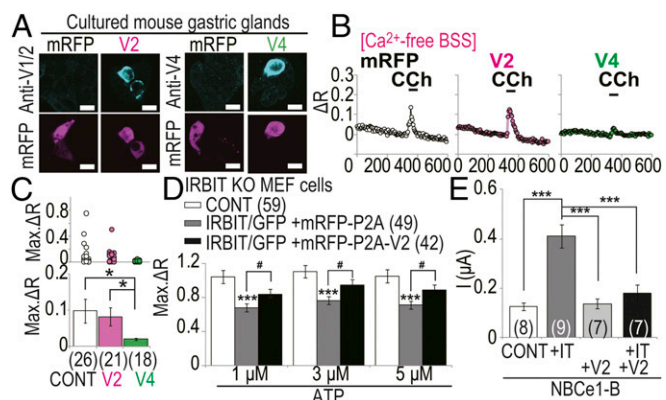 A
Cultured mouse gastric glands
mRFP V2 mRFP V4
Anti-V1/2
Anti-V4
mRFP
mRFP
B
[Ca²⁺-free BSS]
mRFP V2 V4
CCh CCh CCh
ΔR
0.3
0.2
0.1
0
0 200 400 600 0 200 400 600 0 200 400 600
C
Max.ΔR
0.8
0.4
0
*
*
Max.ΔR
0.1
0
(26) (21) (18)
CONT V2 V4
D
IRBIT KO MEF cells
CONT (59)
IRBIT/GFP +mRFP-P2A (49)
IRBIT/GFP +mRFP-P2A-V2 (42)
Max.ΔR
1.2
0.8
0.4
0
# # #
*** *** ***
1 μM 3 μM 5 μM
ATP
E
I (μA)
0.6
0.4
0.2
0
***
***
***
(8) (9) (7) (7)
CONT +IT +V2 +IT
+V2
NBCe1-B